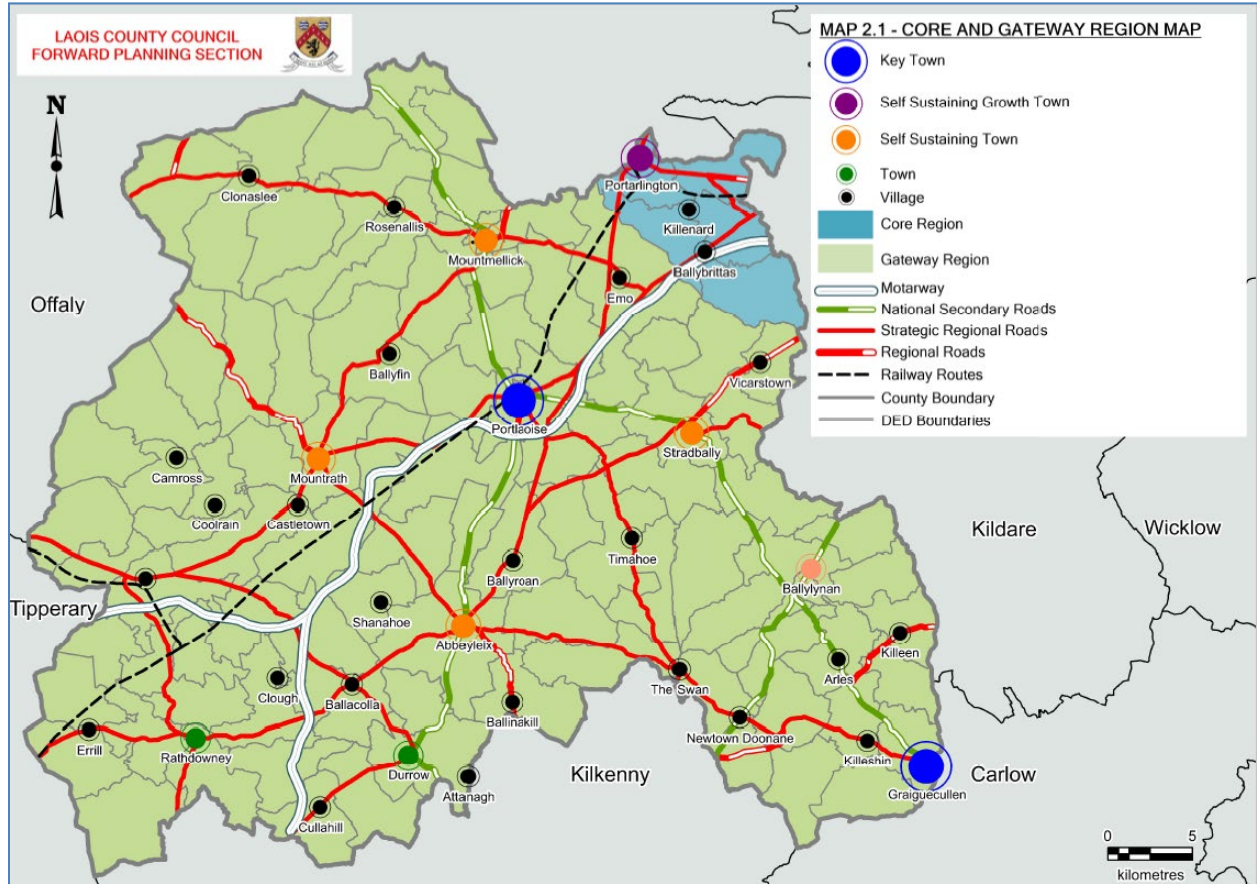 LAOIS COUNTY COUNCIL
FORWARD PLANNING SECTION
MAP 2.1 - CORE AND GATEWAY REGION MAP
Key Town
Self Sustaining Growth Town
Self Sustaining Town
Town
Village
Core Region
Gateway Region
Motarway
National Secondary Roads
Strategic Regional Roads
Regional Roads
Railway Routes
County Boundary
DED Boundaries
N
Portarlington
Clonaslee
Killenard
Rosenallis
Ballybrittas
Mountmellick
Emo
Offaly
Ballyfin
Vicarstown
Portlaoise
Stradbally
Camross
Mountrath
Coolrain
Castletown
Kildare
Wicklow
Timahoe
Ballyroan
Ballylynan
Tipperary
Shanahoe
Abbeyleix
Killeen
The Swan
Arles
Clough
Ballacolla
Ballinakill
Newtown Doonane
Errill
Rathdowney
Killeshin
Durrow
Kilkenny
Carlow
Attanagh
Graiguecullen
Cullahill
0 5
kilometres